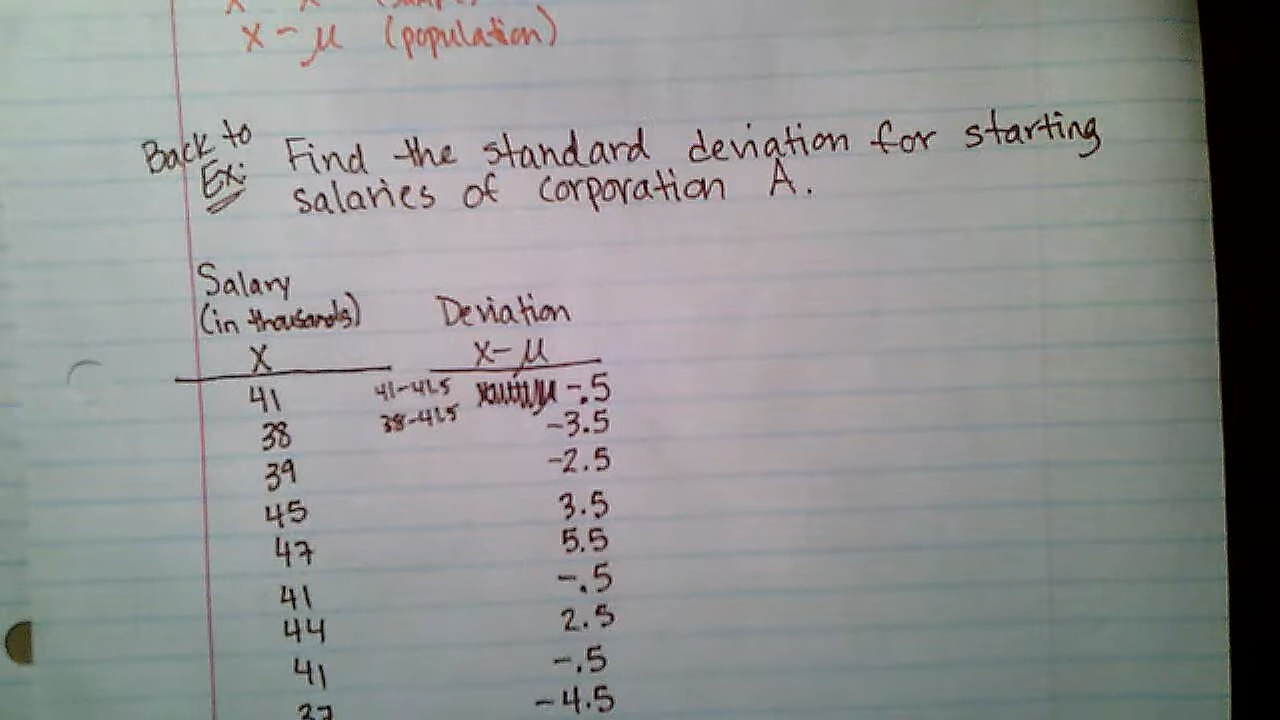 x - μ (population)
Back to
Ex: Find the standard deviation for starting
salaries of corporation A.
Salary
(in thousands) Deviation
X x-μ
41 41-41.5 -.5
38 38-41.5 -3.5
39 -2.5
45 3.5
47 5.5
41 -.5
44 2.5
41 -.5
37 -4.5